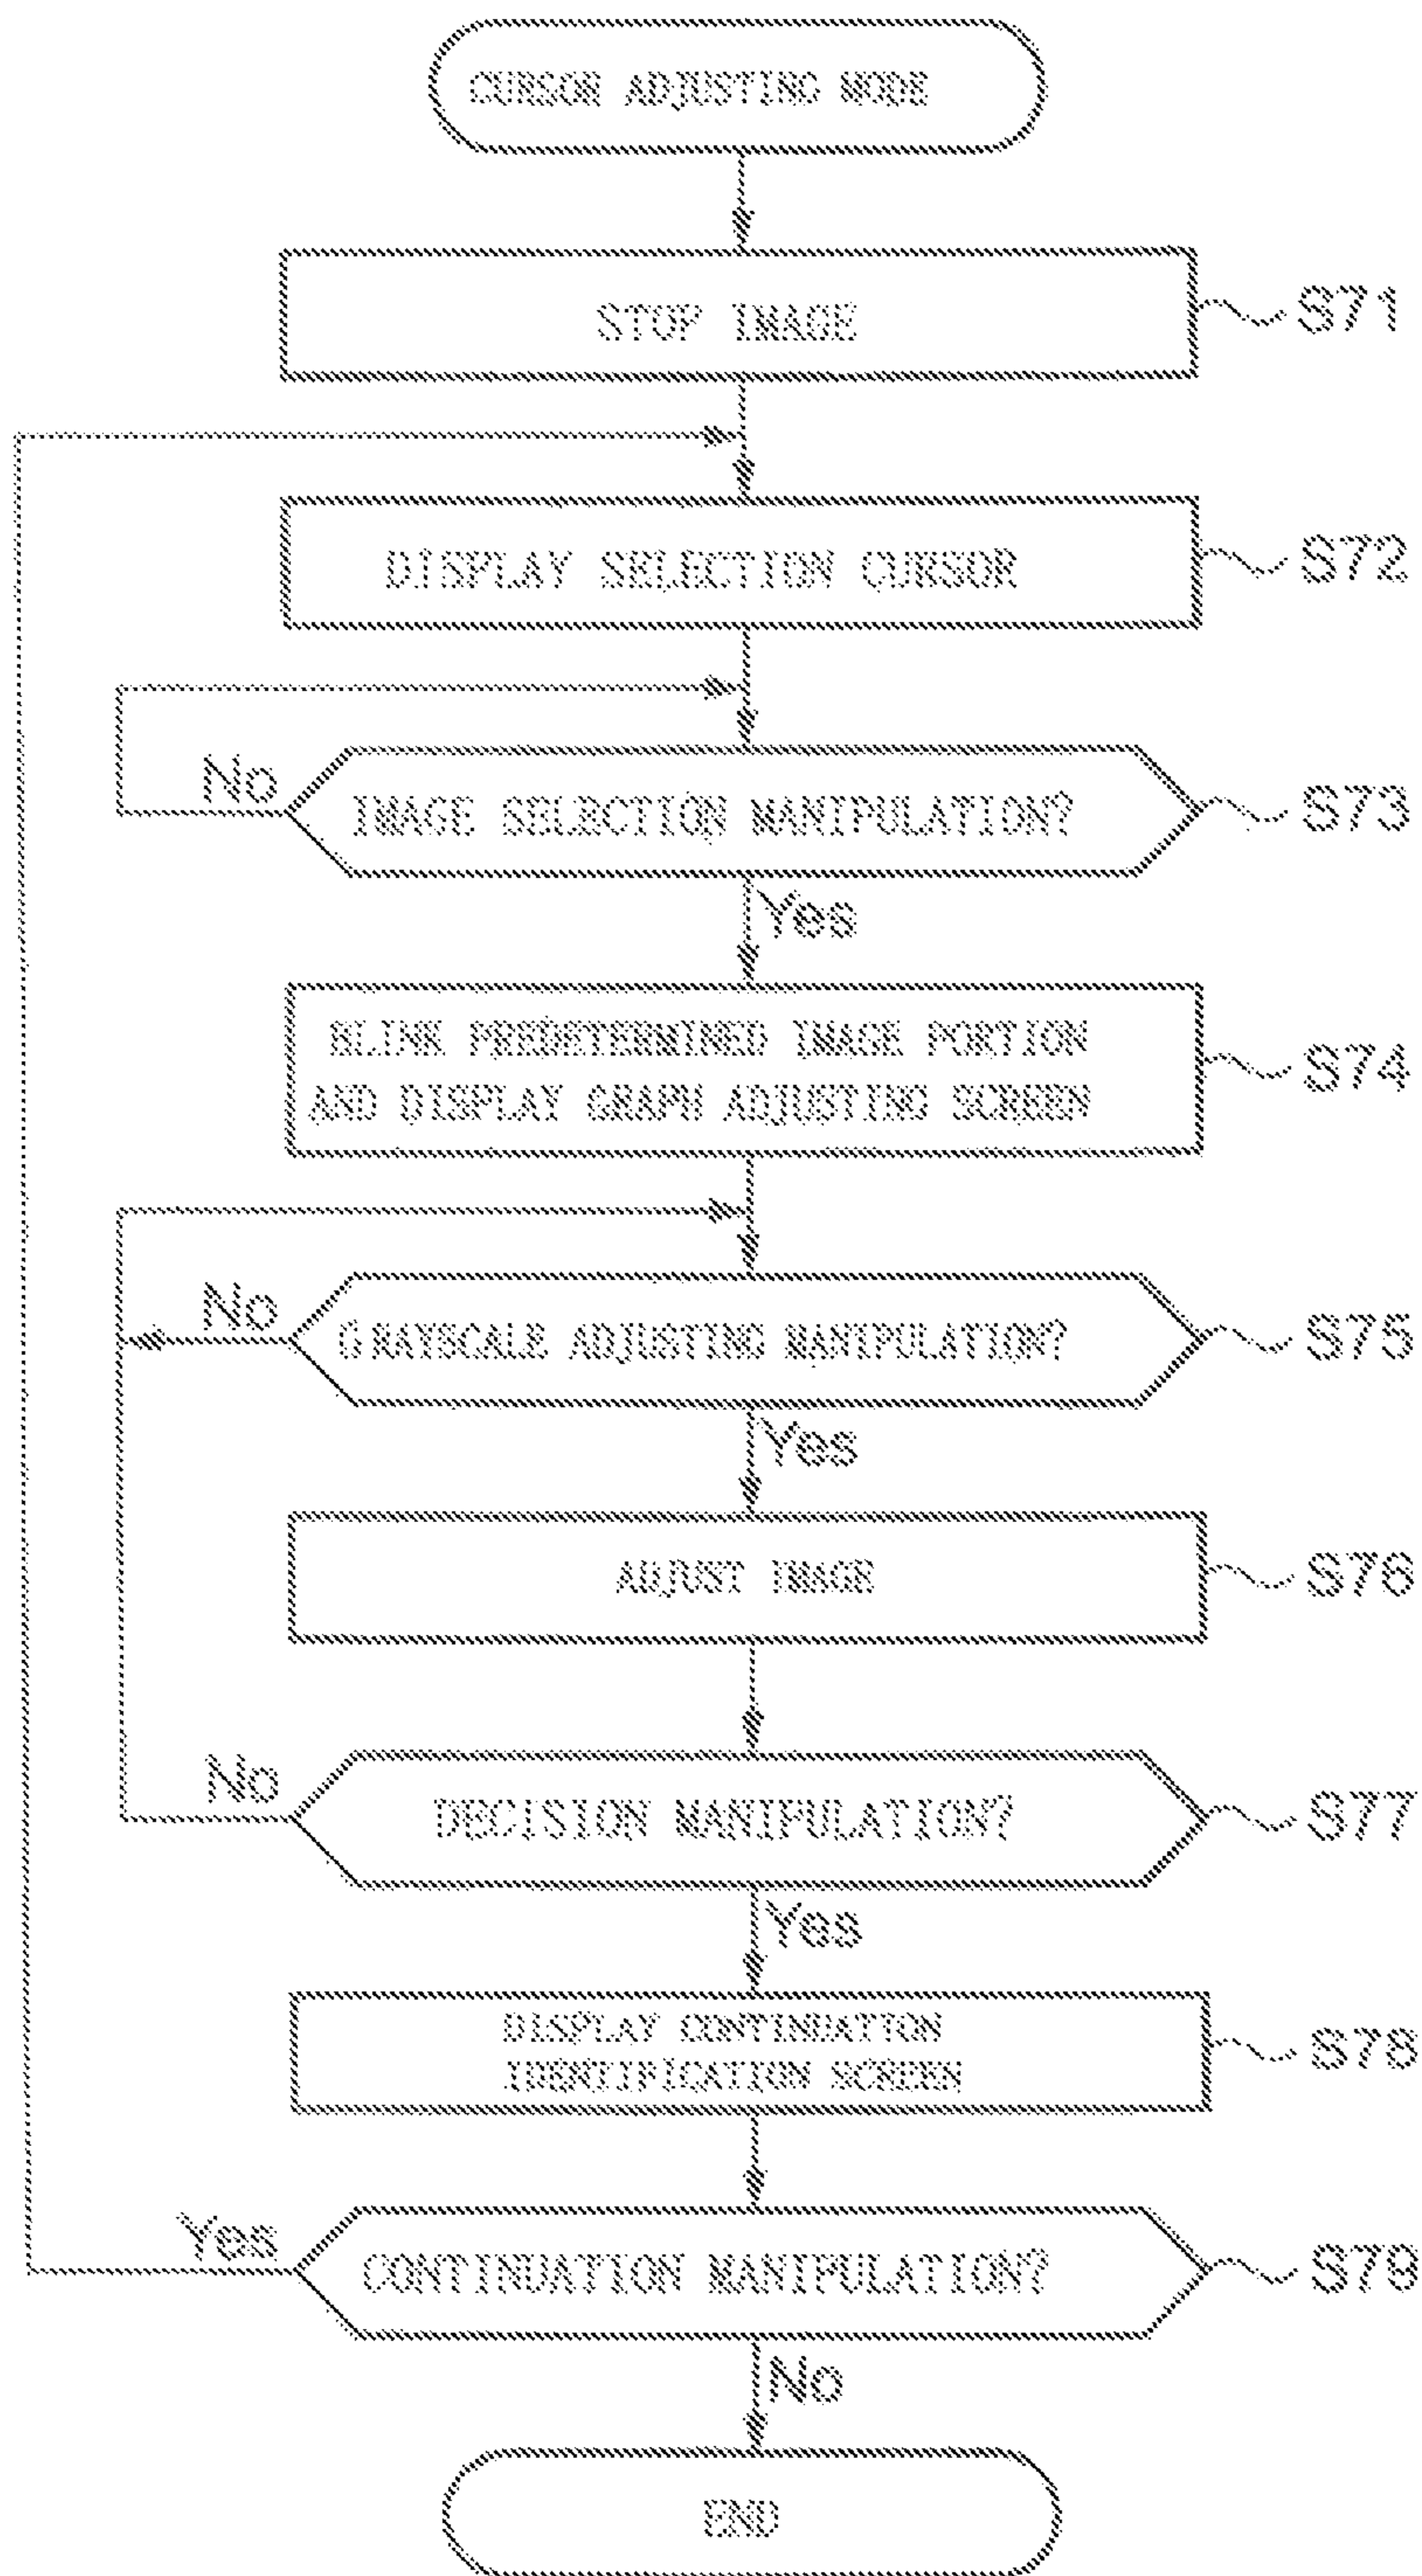 CURSOR ADJUSTING MODE
STOP IMAGE
S71
DISPLAY SELECTION CURSOR
S72
No
IMAGE SELECTION MANIPULATION?
S73
Yes
BLINK PREDETERMINED IMAGE PORTION
AND DISPLAY GRAPH ADJUSTING SCREEN
S74
No
GRAYSCALE ADJUSTING MANIPULATION?
S75
Yes
ADJUST IMAGE
S76
No
DECISION MANIPULATION?
S77
Yes
DISPLAY CONTINUATION
IDENTIFICATION SCREEN
S78
Yes
CONTINUATION MANIPULATION?
S79
No
END